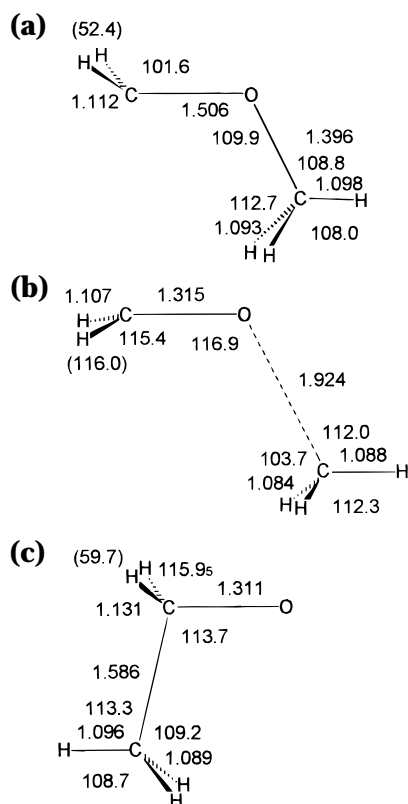 (a) (52.4)
H
H 101.6
1.112 C O
1.506
109.9 1.396
108.8
112.7 C 1.098 H
1.093
H H 108.0
(b)
1.107 1.315
H C O
H 115.4 116.9
(116.0)
1.924
112.0
103.7 C 1.088 H
1.084
H H 112.3
(c) (59.7)
H H 115.95 1.311
1.131 C O
113.7
1.586
113.3
1.096 109.2
H C 1.089
108.7 H
H